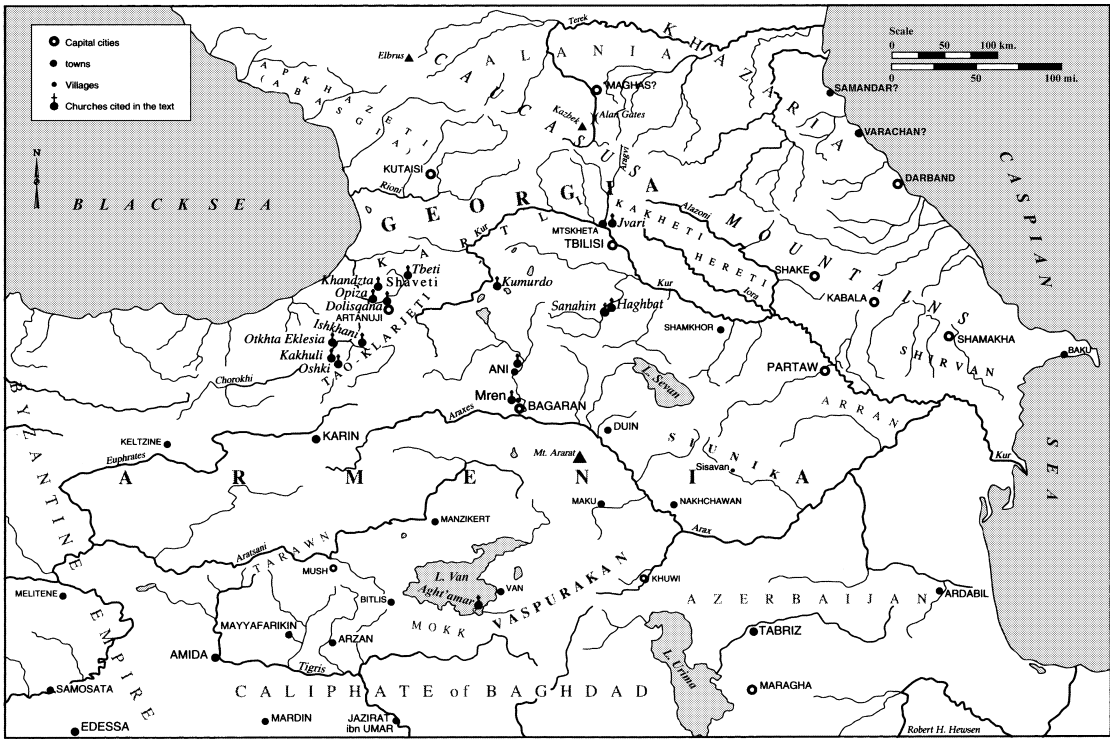 Capital cities
towns
Villages
Churches cited in the text
Scale
0 50 100 km.
0 50 100 mi.
N
BLACK SEA
CASPIAN SEA
KHAZARIA
ALANIA
CAUCASUS MOUNTAINS
APKHAZETI
(ABASGIA)
Terek
Elbrus
MAGHAS?
Kazbek
Alan Gates
Aragvi
SAMANDAR?
VARACHAN?
DARBAND
KUTAISI
Rioni
GEORGIA
KARTLI
Kur
MTSKHETA
Jvari
TBILISI
KAKHETI
Alazoni
HERETI
Iora
Kur
SHAKE
KABALA
SHAMAKHA
SHIRVAN
BAKU
Tbeti
Khandzta
Shaveti
Opiza
Dolisqana
ARTANUJI
Ishkhani
Otkhta Eklesia
Kakhuli
Oshki
TAO-KLARJETI
Chorokhi
Kumurdo
Sanahin
Haghbat
SHAMKHOR
PARTAW
ARRAN
Kur
ANI
Mren
BAGARAN
L. Sevan
Araxes
DUIN
SIUNIKA
Sisavan
BYZANTINE EMPIRE
KELTZINE
Euphrates
KARIN
Mt. Ararat
ARMENIA
MAKU
NAKHCHAWAN
Arax
MANZIKERT
Aratsani
TARAWN
MUSH
L. Van
Aght'amar
VAN
VASPURAKAN
KHUWI
MELITENE
BITLIS
MOKK
AZERBAIJAN
ARDABIL
MAYYAFARIKIN
ARZAN
AMIDA
Tigris
L. Urima
TABRIZ
MARAGHA
SAMOSATA
CALIPHATE of BAGHDAD
EDESSA
MARDIN
JAZIRAT
ibn UMAR
Robert H. Hewsen